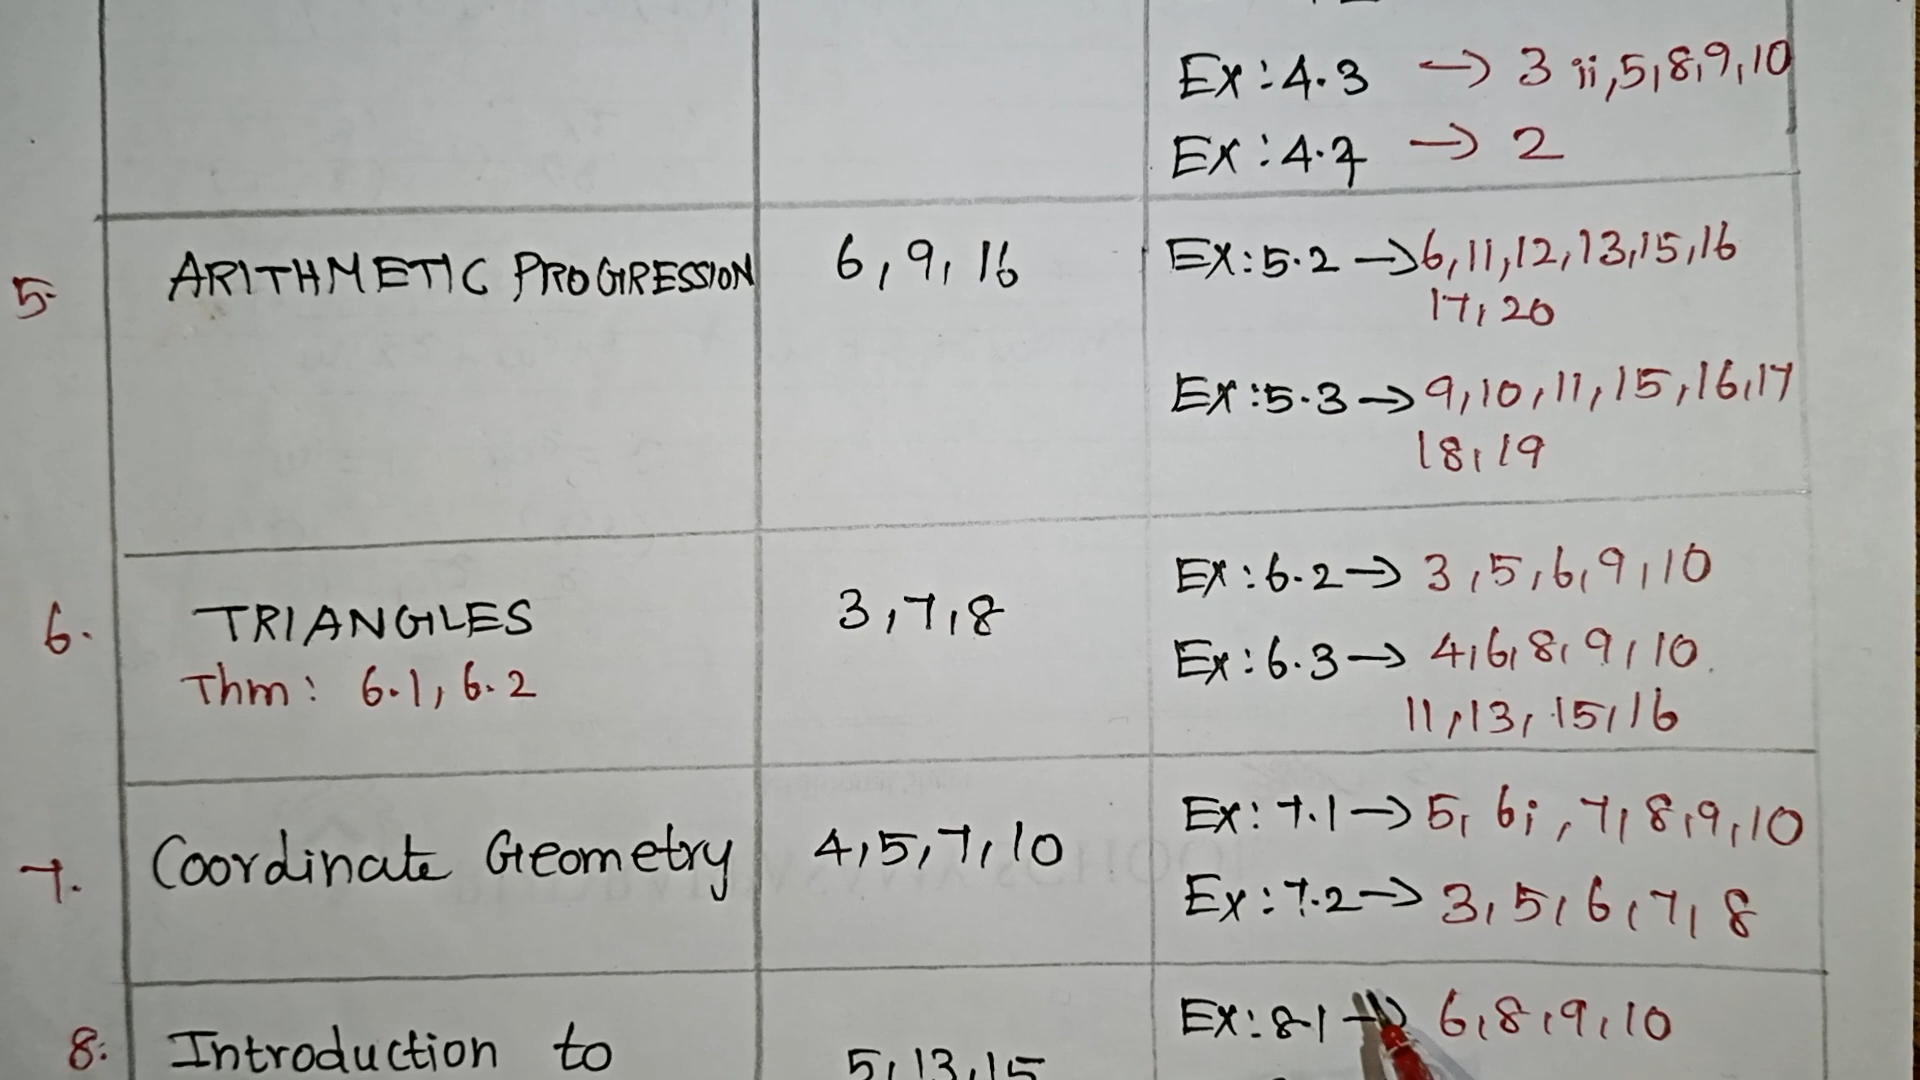 Ex : 4.3 → 3 ii, 5, 8, 9, 10
Ex : 4.4 → 2
5. ARITHMETIC PROGRESSION 6, 9, 16 Ex : 5.2 → 6, 11, 12, 13, 15, 16
17, 20
Ex : 5.3 → 9, 10, 11, 15, 16, 17
18, 19
6. TRIANGLES 3, 7, 8 Ex : 6.2 → 3, 5, 6, 9, 10
Thm : 6.1, 6.2 Ex : 6.3 → 4, 6, 8, 9, 10.
11, 13, 15, 16
7. Coordinate Geometry 4, 5, 7, 10 Ex : 7.1 → 5, 6i, 7, 8, 9, 10
Ex : 7.2 → 3, 5, 6, 7, 8
8. Introduction to 5, 13, 15 Ex : 8.1 → 6, 8, 9, 10